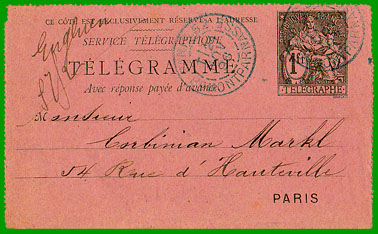 CE CÔTÉ EST EXCLUSIVEMENT RÉSERVÉ A L'ADRESSE
SERVICE TÉLÉGRAPHIQUE
TÉLÉGRAMME
Avec réponse payée d'avance
TÉLÉGRAPHE
MONTPARNASSE
Monsieur
Corbinian Markl
54 Rue d'Hauteville
PARIS